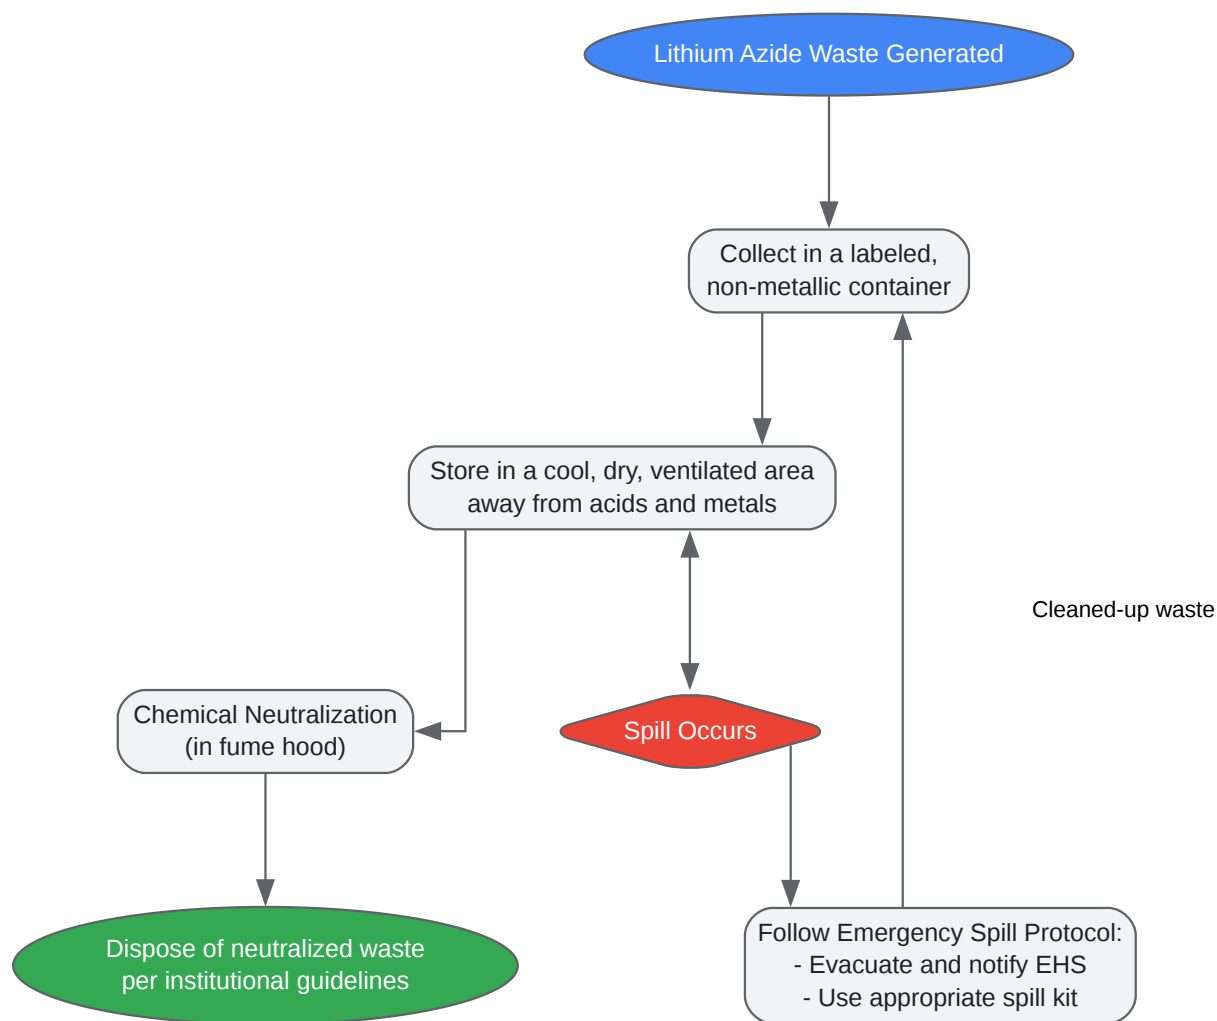 Lithium Azide Waste Generated
Collect in a labeled,
non-metallic container
Store in a cool, dry, ventilated area
away from acids and metals
Cleaned-up waste
Chemical Neutralization
(in fume hood)
Spill Occurs
Dispose of neutralized waste
per institutional guidelines
Follow Emergency Spill Protocol:
- Evacuate and notify EHS
- Use appropriate spill kit